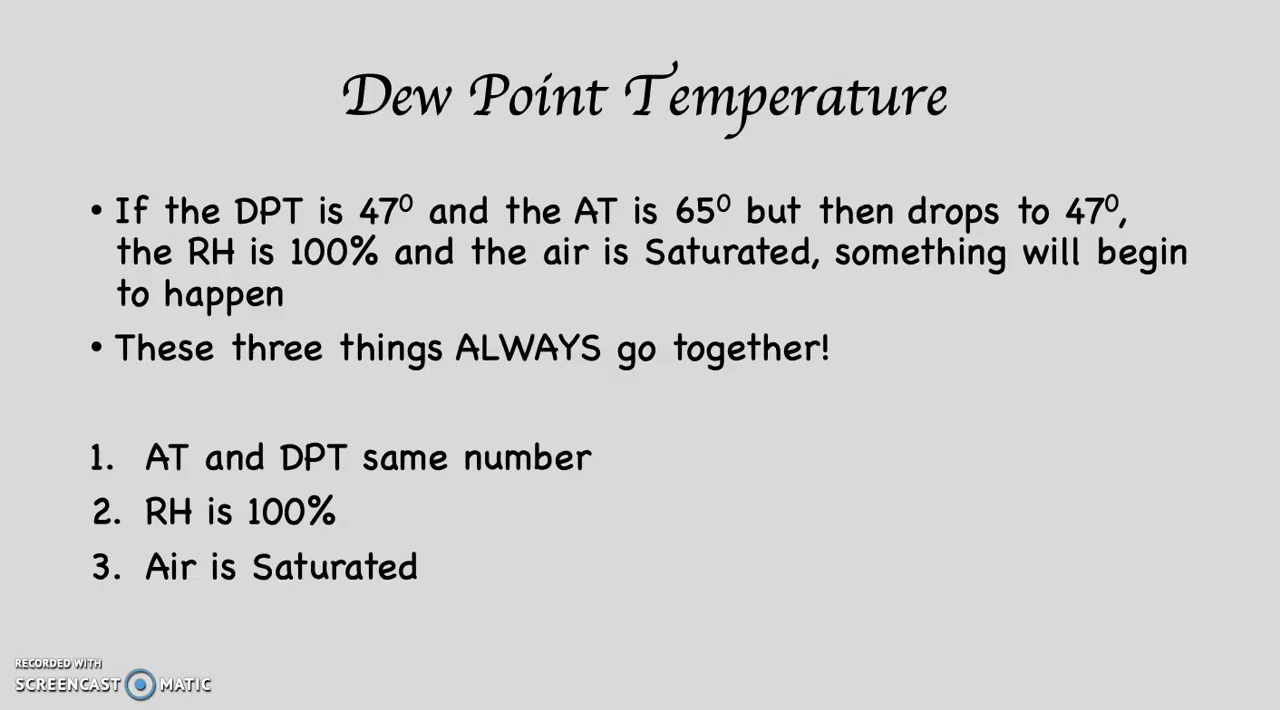 Dew Point Temperature
• If the DPT is 47⁰ and the AT is 65⁰ but then drops to 47⁰,
the RH is 100% and the air is Saturated, something will begin
to happen
• These three things ALWAYS go together!
1. AT and DPT same number
2. RH is 100%
3. Air is Saturated
RECORDED WITH
SCREENCAST MATIC